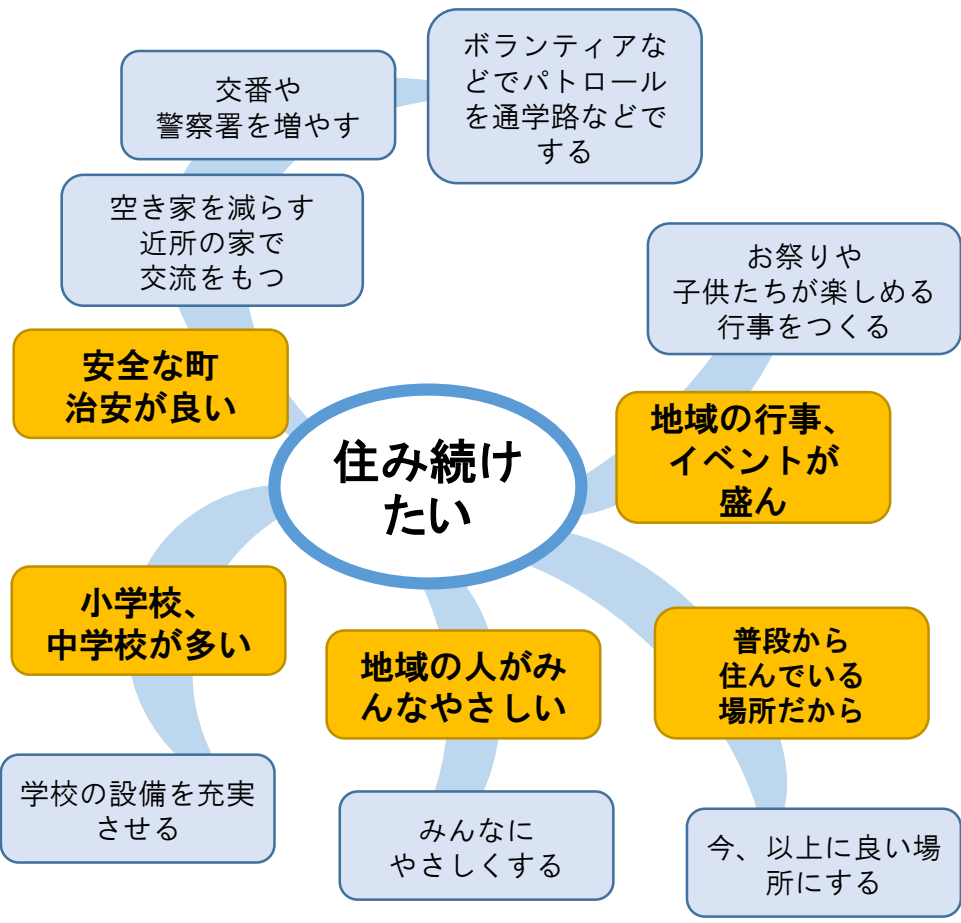 ボランティアな
どでパトロール
を通学路などで
する
交番や
警察署を増やす
空き家を減らす
近所の家で
交流をもつ
安全な町
治安が良い
お祭りや
子供たちが楽しめる
行事をつくる
地域の行事、
イベントが
盛ん
住み続け
たい
小学校、
中学校が多い
学校の設備を充実
させる
地域の人がみ
んなやさしい
みんなに
やさしくする
普段から
住んでいる
場所だから
今、以上に良い場
所にする